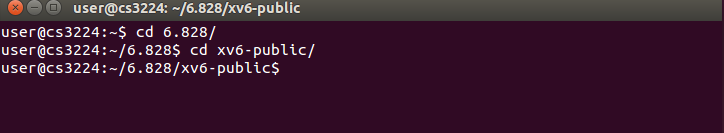 user@cs3224: ~/6.828/xv6-public
user@cs3224:~$ cd 6.828/
user@cs3224:~/6.828$ cd xv6-public/
user@cs3224:~/6.828/xv6-public$